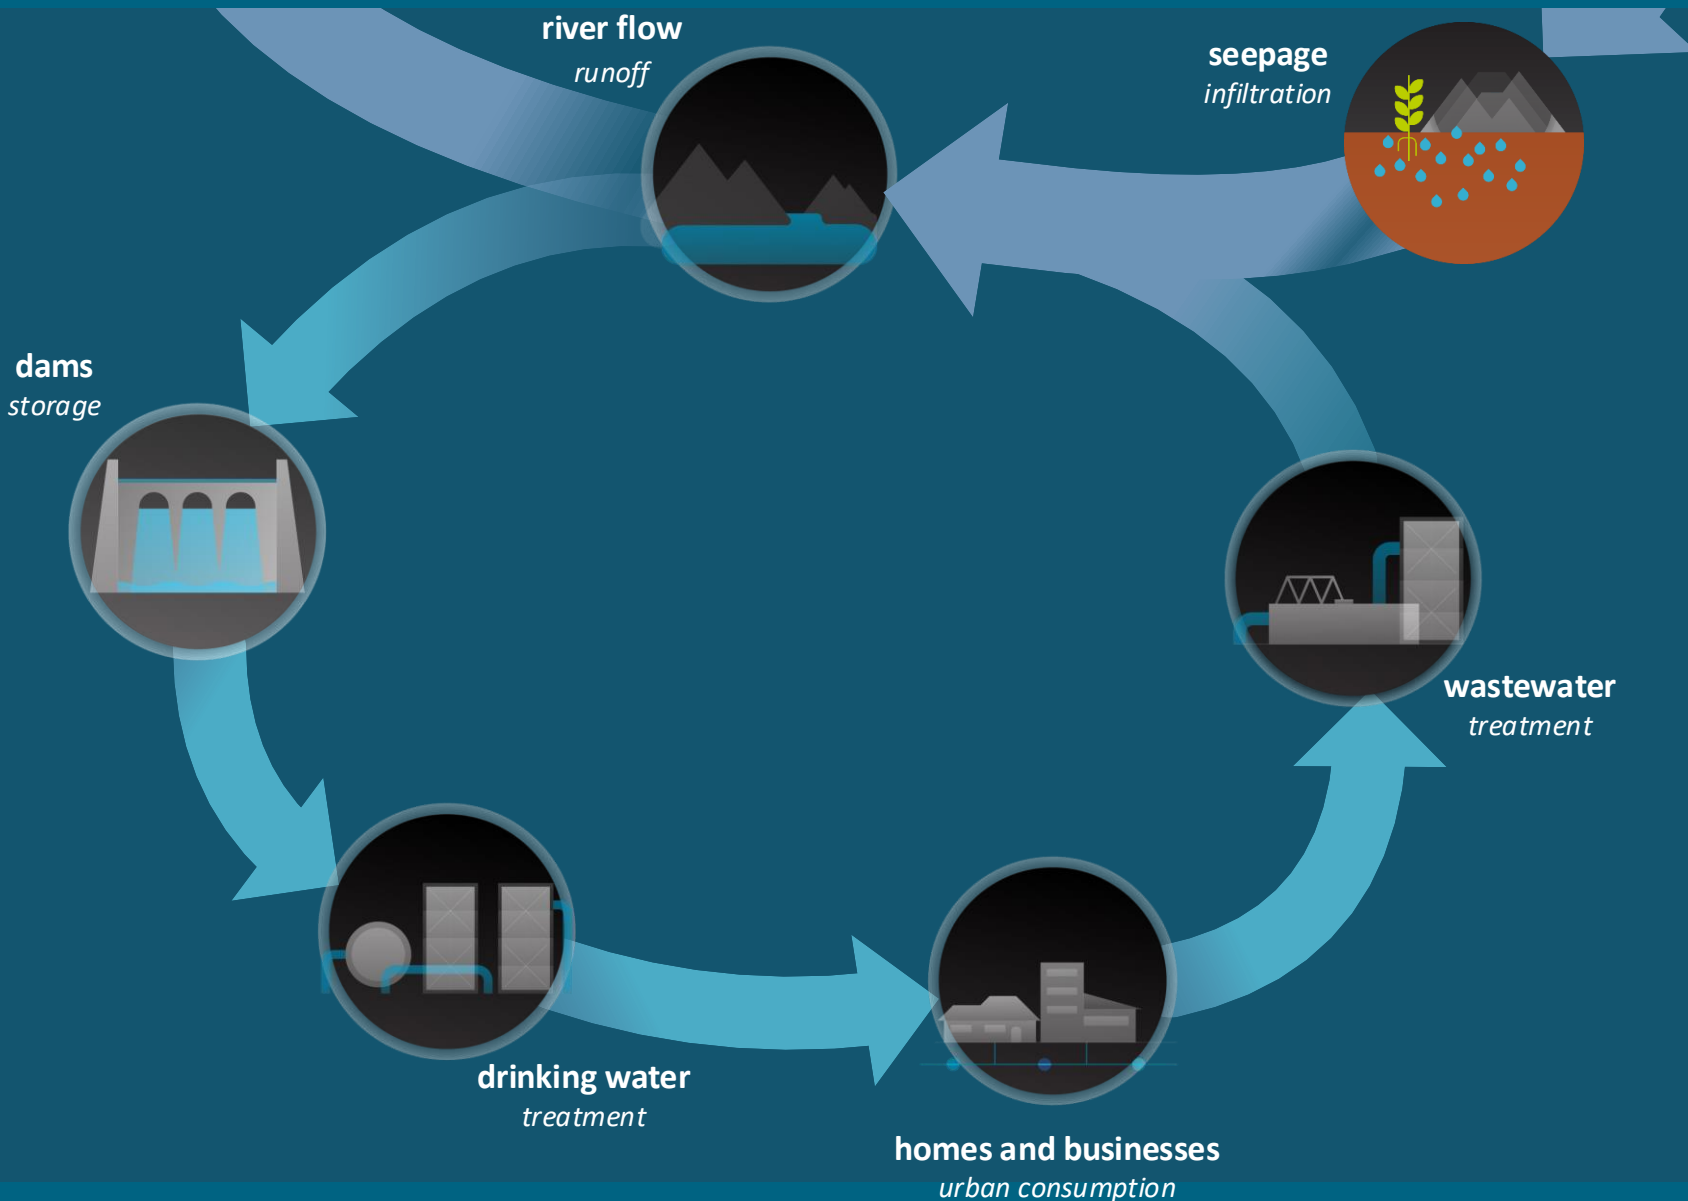 river flow
runoff
seepage
infiltration
dams
storage
wastewater
treatment
drinking water
treatment
homes and businesses
urban consumption